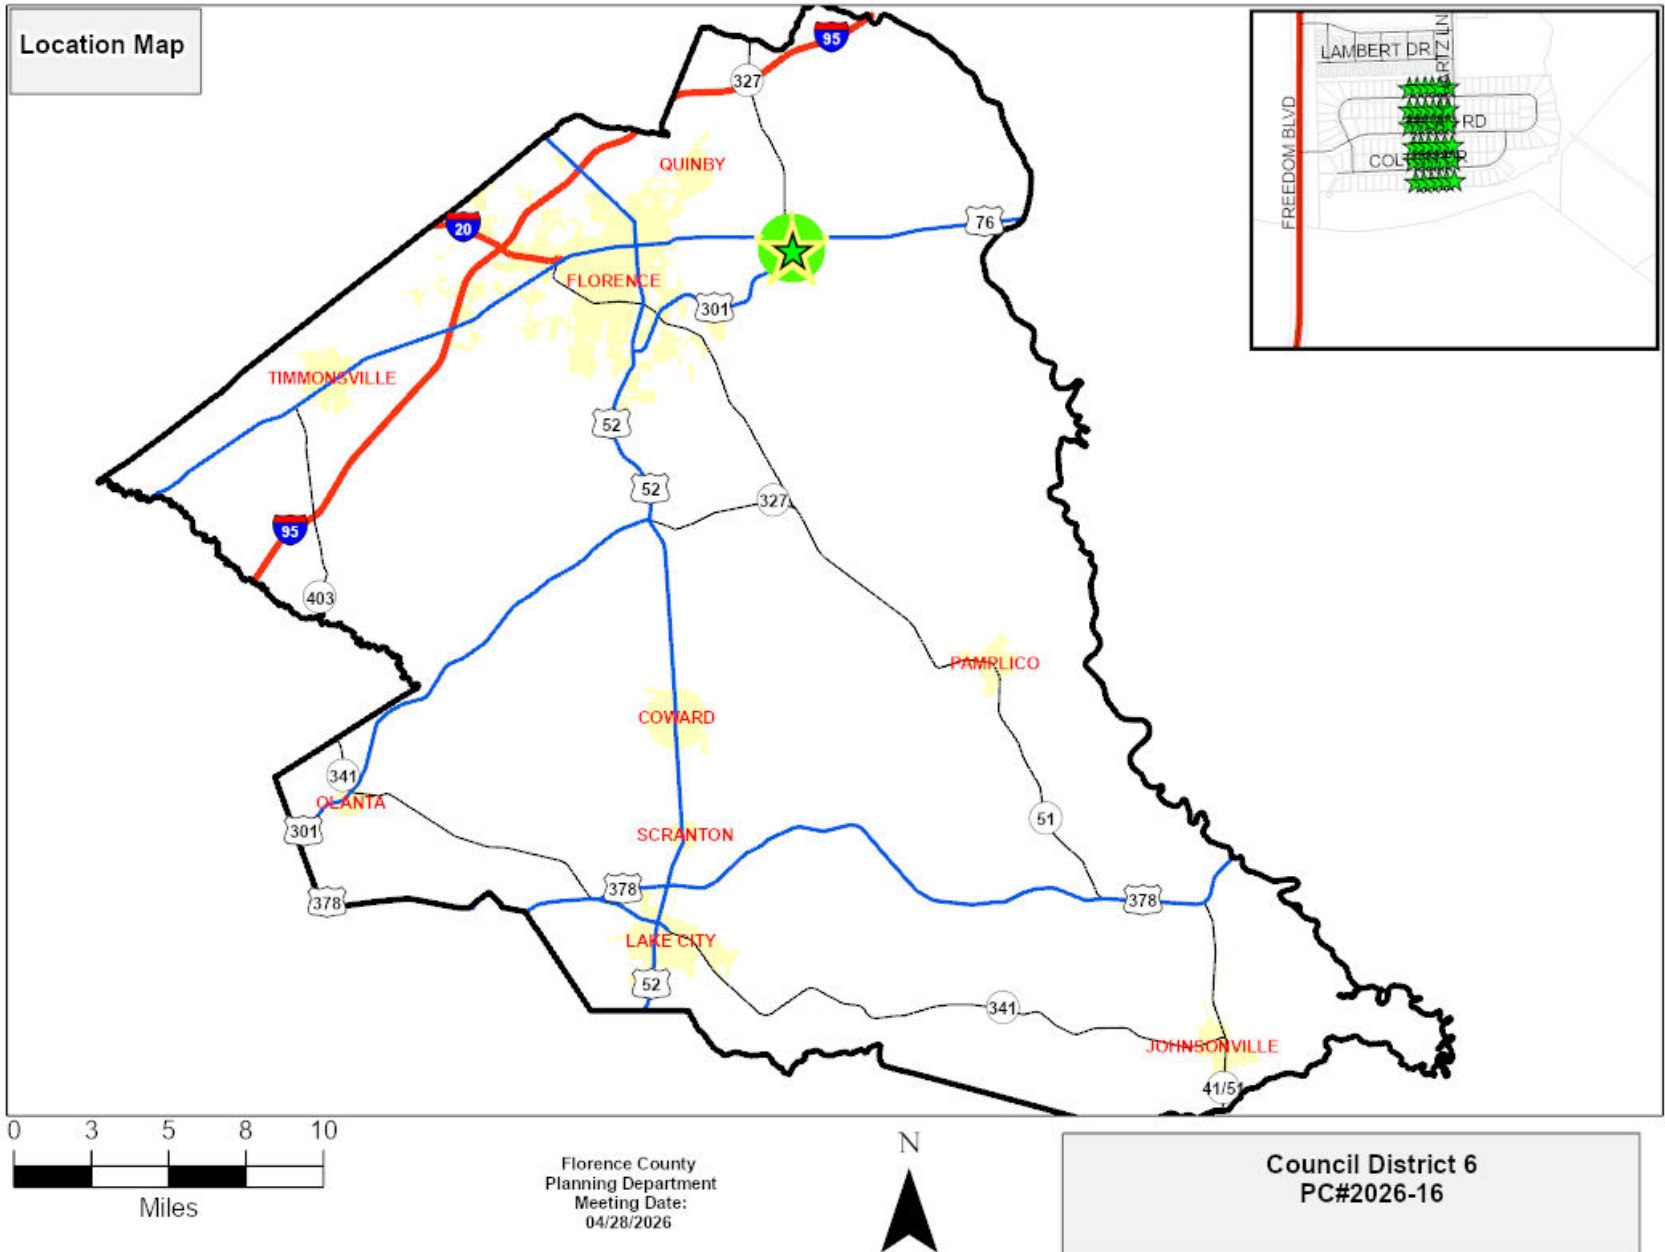 Location Map
95
327
LAMBERT DR
FREEDOM BLVD
RD
QUINBY
20
76
FLORENCE
301
TIMMONSVILLE
52
52
327
95
403
PAMPLICO
COWARD
341
OLANTA
301
51
SCRANTON
378
378
378
LAKE CITY
52
341
JOHNSONVILLE
41/51
0 3 5 8 10
Miles
Florence County
Planning Department
Meeting Date:
04/28/2026
N
Council District 6
PC#2026-16